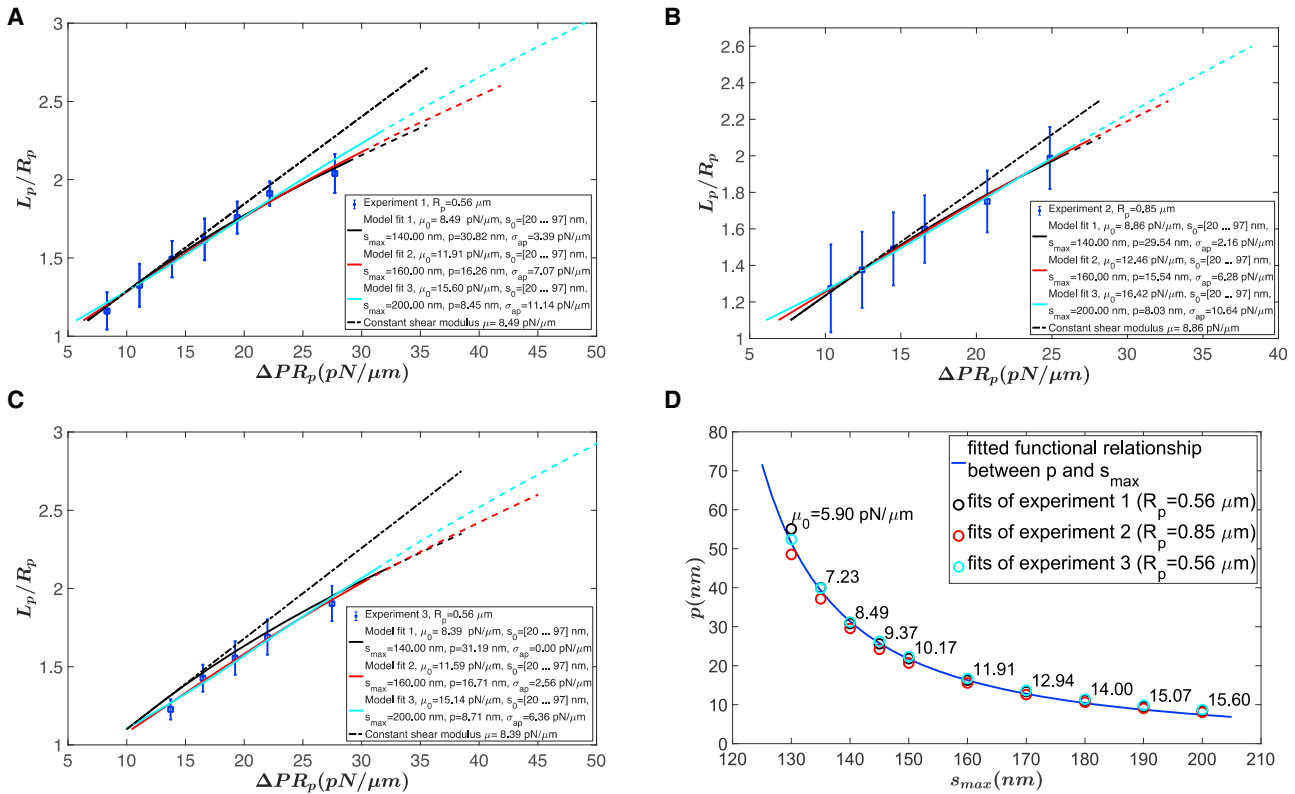 A
3
2.5
2
1.5
1
L_p/R_p
5 10 15 20 25 30 35 40 45 50
ΔPR_p(pN/μm)
Experiment 1, R_p=0.56 μm
Model fit 1, μ_0= 8.49 pN/μm, s_0=[20 ... 97] nm,
s_max=140.00 nm, p=30.82 nm, σ_ap=3.39 pN/μm
Model fit 2, μ_0=11.91 pN/μm, s_0=[20 ... 97] nm,
s_max=160.00 nm, p=16.26 nm, σ_ap=7.07 pN/μm
Model fit 3, μ_0=15.60 pN/μm, s_0=[20 ... 97] nm,
s_max=200.00 nm, p=8.45 nm, σ_ap=11.14 pN/μm
Constant shear modulus μ= 8.49 pN/μm
B
2.6
2.4
2.2
2
1.8
1.6
1.4
1.2
1
L_p/R_p
5 10 15 20 25 30 35 40
ΔPR_p(pN/μm)
Experiment 2, R_p=0.85 μm
Model fit 1, μ_0= 8.86 pN/μm, s_0=[20 ... 97] nm,
s_max=140.00 nm, p=29.54 nm, σ_ap=2.16 pN/μm
Model fit 2, μ_0=12.46 pN/μm, s_0=[20 ... 97] nm,
s_max=160.00 nm, p=15.54 nm, σ_ap=6.28 pN/μm
Model fit 3, μ_0=16.42 pN/μm, s_0=[20 ... 97] nm,
s_max=200.00 nm, p=8.03 nm, σ_ap=10.64 pN/μm
Constant shear modulus μ= 8.86 pN/μm
C
3
2.5
2
1.5
1
L_p/R_p
5 10 15 20 25 30 35 40 45 50
ΔPR_p(pN/μm)
Experiment 3, R_p=0.56 μm
Model fit 1, μ_0= 8.39 pN/μm, s_0=[20 ... 97] nm,
s_max=140.00 nm, p=31.19 nm, σ_ap=0.00 pN/μm
Model fit 2, μ_0=11.59 pN/μm, s_0=[20 ... 97] nm,
s_max=160.00 nm, p=16.71 nm, σ_ap=2.56 pN/μm
Model fit 3, μ_0=15.14 pN/μm, s_0=[20 ... 97] nm,
s_max=200.00 nm, p=8.71 nm, σ_ap=6.36 pN/μm
Constant shear modulus μ= 8.39 pN/μm
D
80
70
60
50
40
30
20
10
0
p(nm)
120 130 140 150 160 170 180 190 200 210
s_max(nm)
fitted functional relationship
between p and s_max
fits of experiment 1 (R_p=0.56 μm)
fits of experiment 2 (R_p=0.85 μm)
fits of experiment 3 (R_p=0.56 μm)
μ_0=5.90 pN/μm
7.23
8.49
9.37
10.17
11.91
12.94
14.00
15.07
15.60